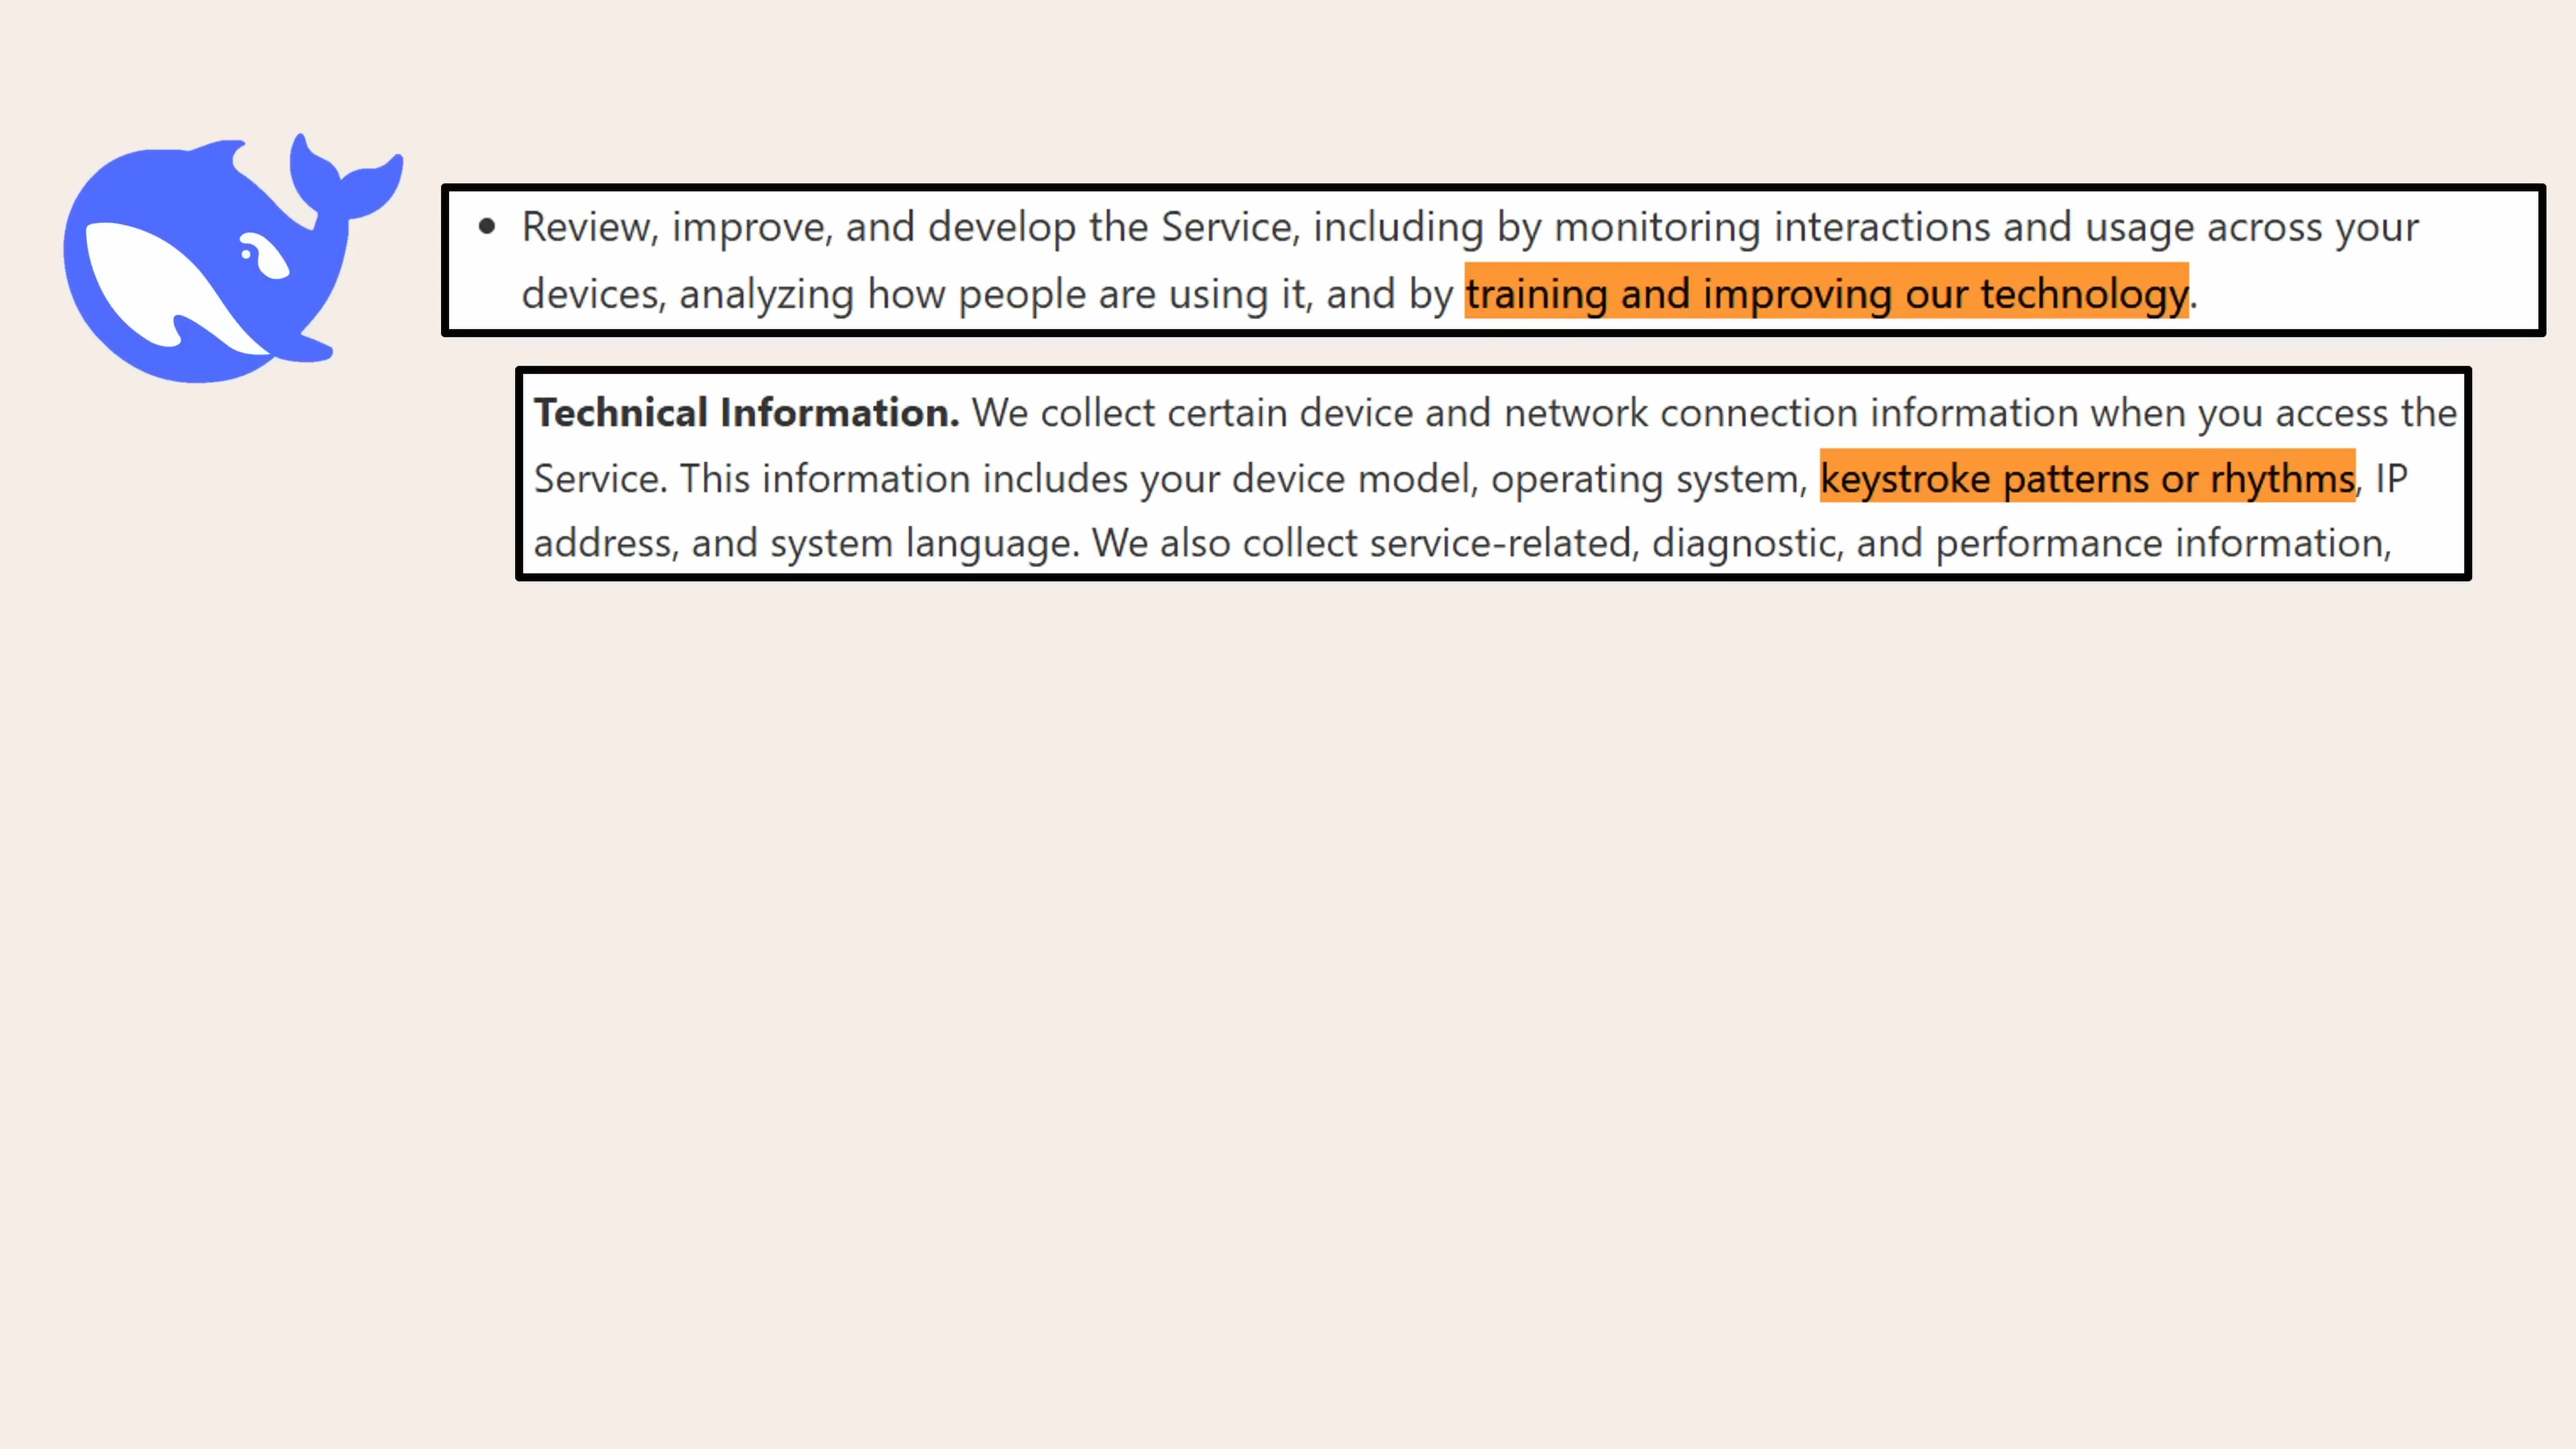 • Review, improve, and develop the Service, including by monitoring interactions and usage across your
devices, analyzing how people are using it, and by training and improving our technology.
Technical Information. We collect certain device and network connection information when you access the
Service. This information includes your device model, operating system, keystroke patterns or rhythms, IP
address, and system language. We also collect service-related, diagnostic, and performance information,